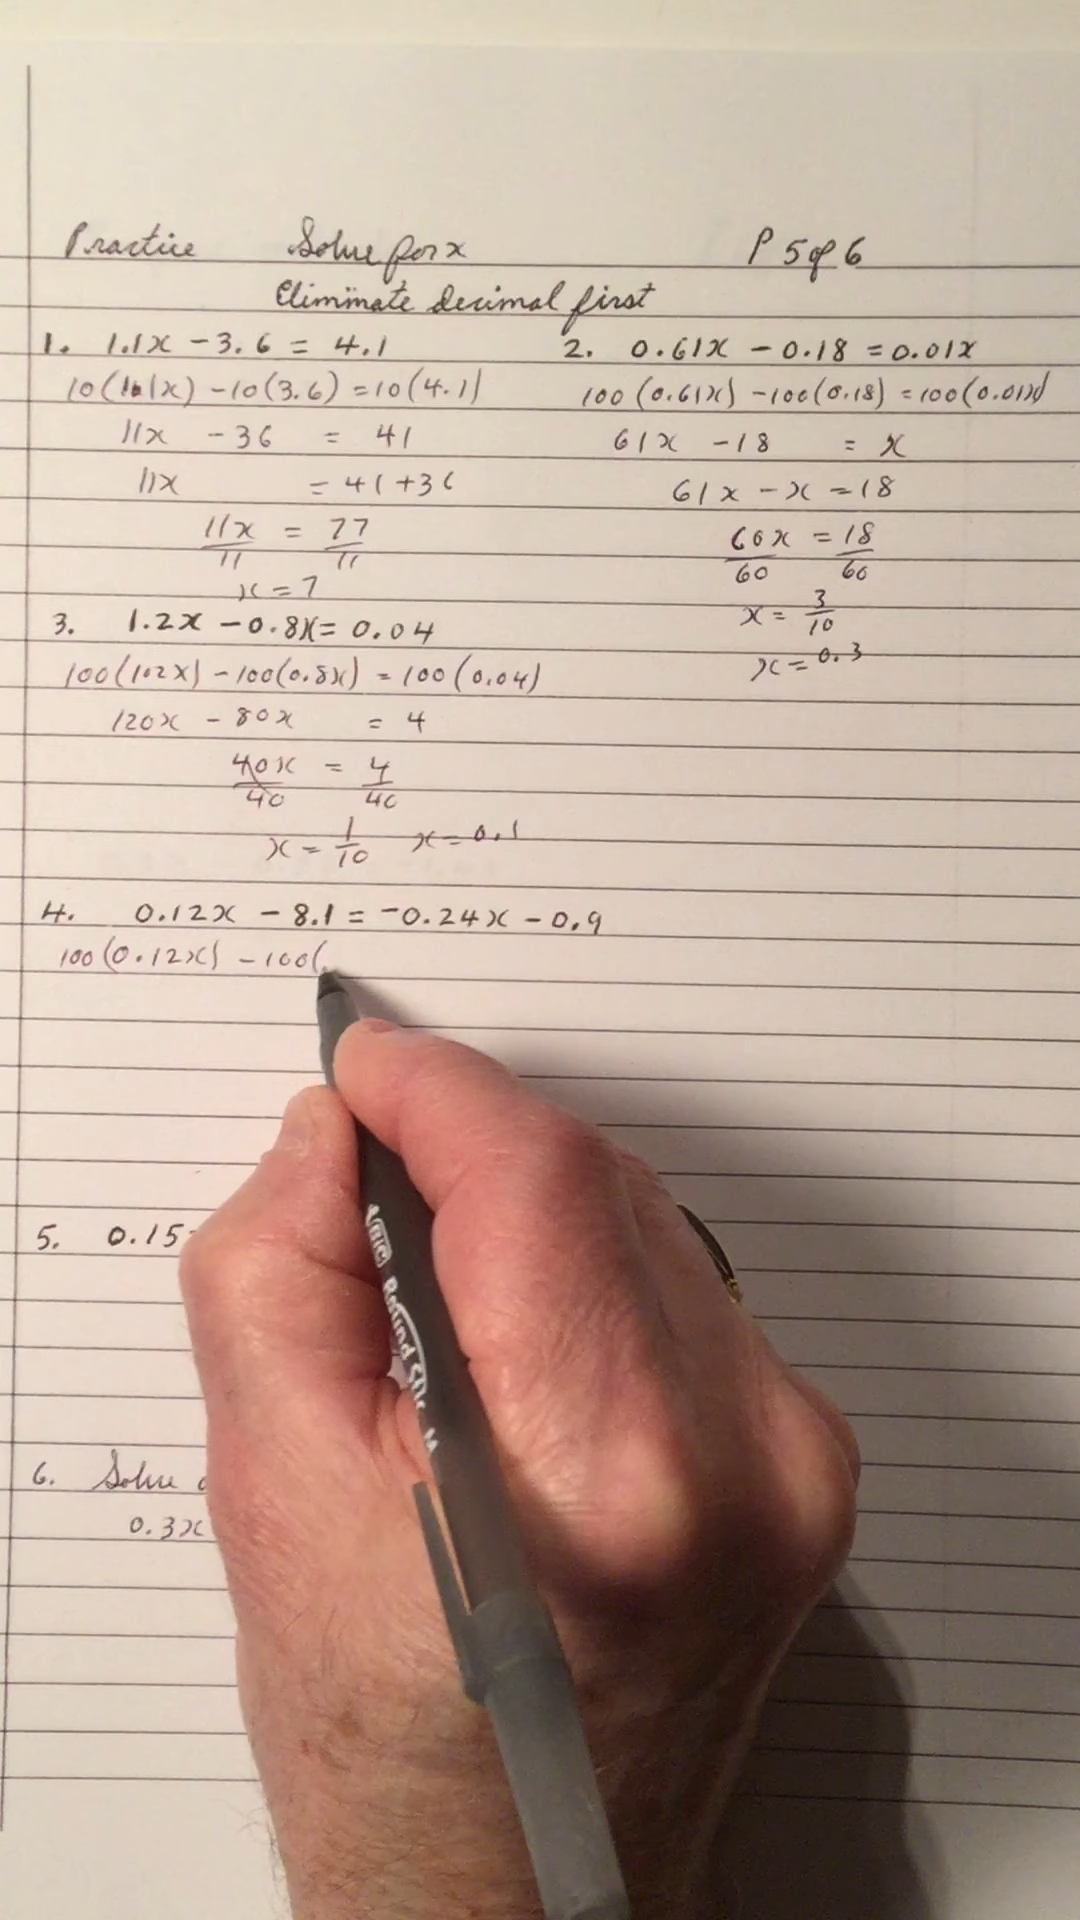 Practice Solve for x P 5 of 6
Eliminate decimal first
1. 1.1x - 3.6 = 4.1
10(1.1x) - 10(3.6) = 10(4.1)
11x - 36 = 41
11x = 41 + 36
11x = 77
11 11
x = 7
2. 0.61x - 0.18 = 0.01x
100(0.61x) - 100(0.18) = 100(0.01x)
61x - 18 = x
61x - x = 18
60x = 18
60 60
x = 3/10
x = 0.3
3. 1.2x - 0.8x = 0.04
100(1.2x) - 100(0.8x) = 100(0.04)
120x - 80x = 4
40x = 4
40 40
x = 1/10 x = 0.1
4. 0.12x - 8.1 = -0.24x - 0.9
100(0.12x) - 100(
5. 0.15
6. Solve
0.3x
BIC Round Stic M